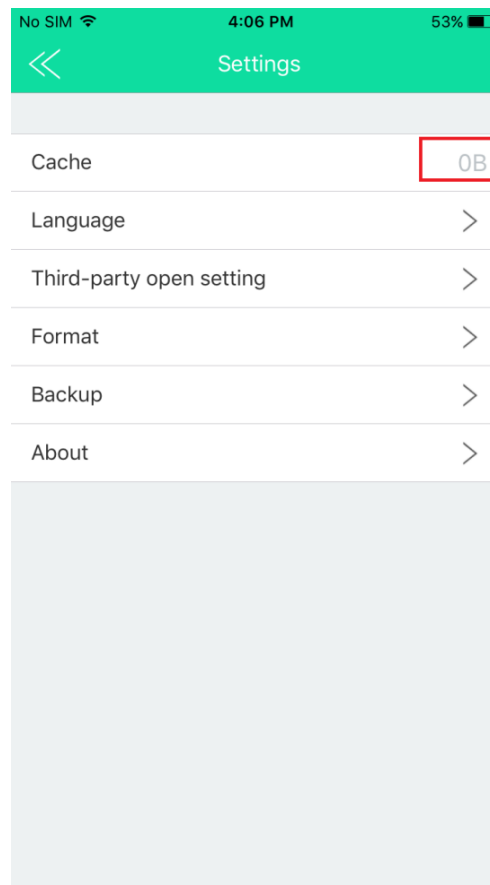 No SIM 4:06 PM 53%
Settings
Cache 0B
Language
Third-party open setting
Format
Backup
About